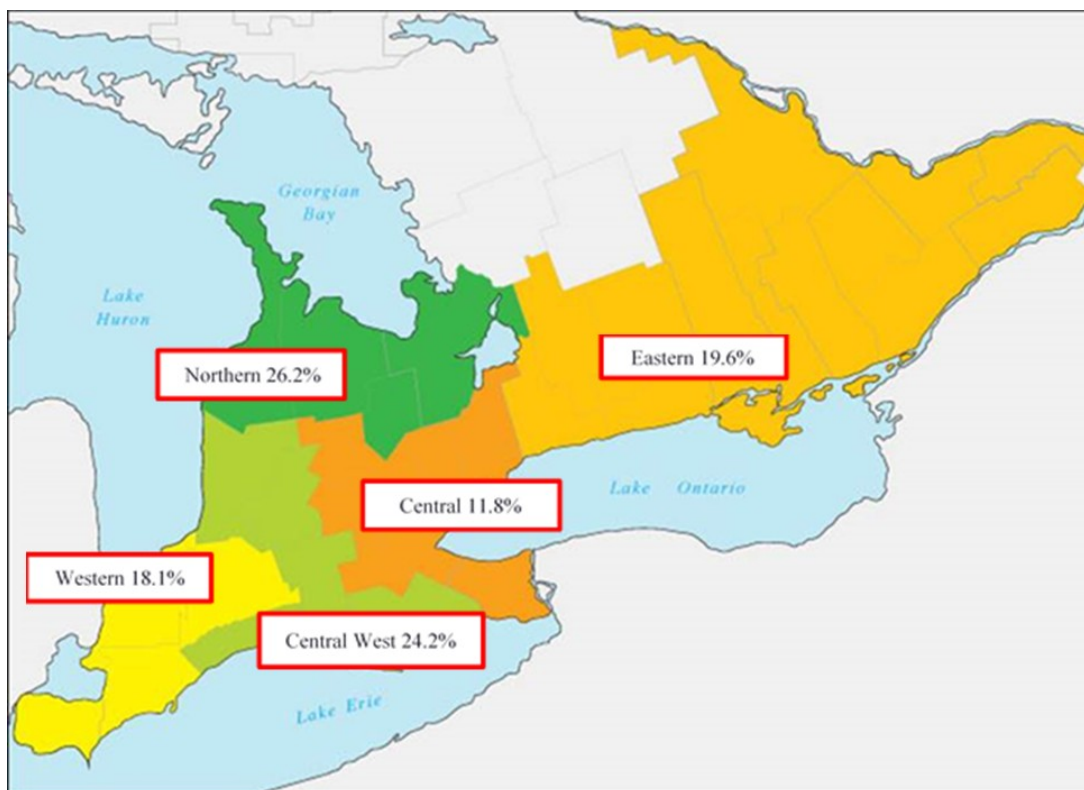 Georgian
Bay
Lake
Huron
Northern 26.2%
Eastern 19.6%
Central 11.8%
Lake Ontario
Western 18.1%
Central West 24.2%
Lake Erie